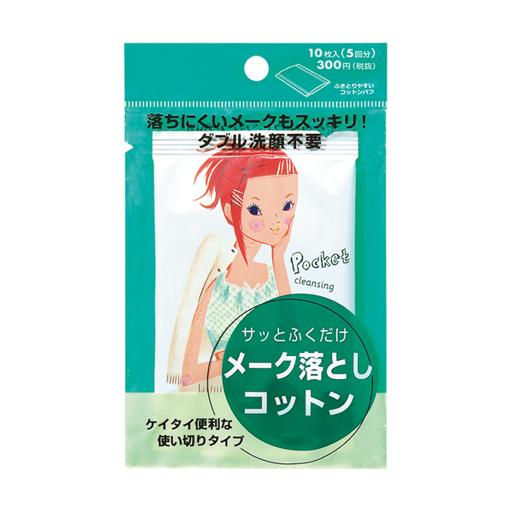 10枚入(5回分)
300円(税抜)
ふきとりやすい
コットンパフ
落ちにくいメークもスッキリ!
ダブル洗顔不要
Pocket
cleansing
サッとふくだけ
メーク落とし
コットン
ケイタイ便利な
使い切りタイプ